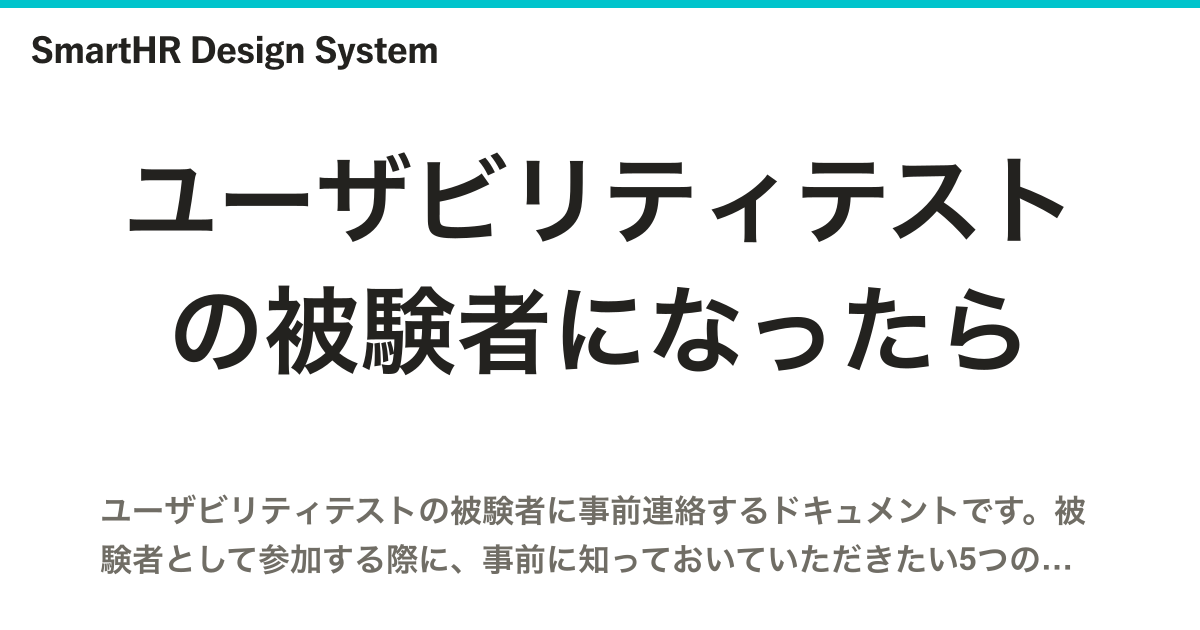 SmartHR Design System
ユーザビリティテスト
の被験者になったら
ユーザビリティテストの被験者に事前連絡するドキュメントです。被
験者として参加する際に、事前に知っておいていただきたい5つの...